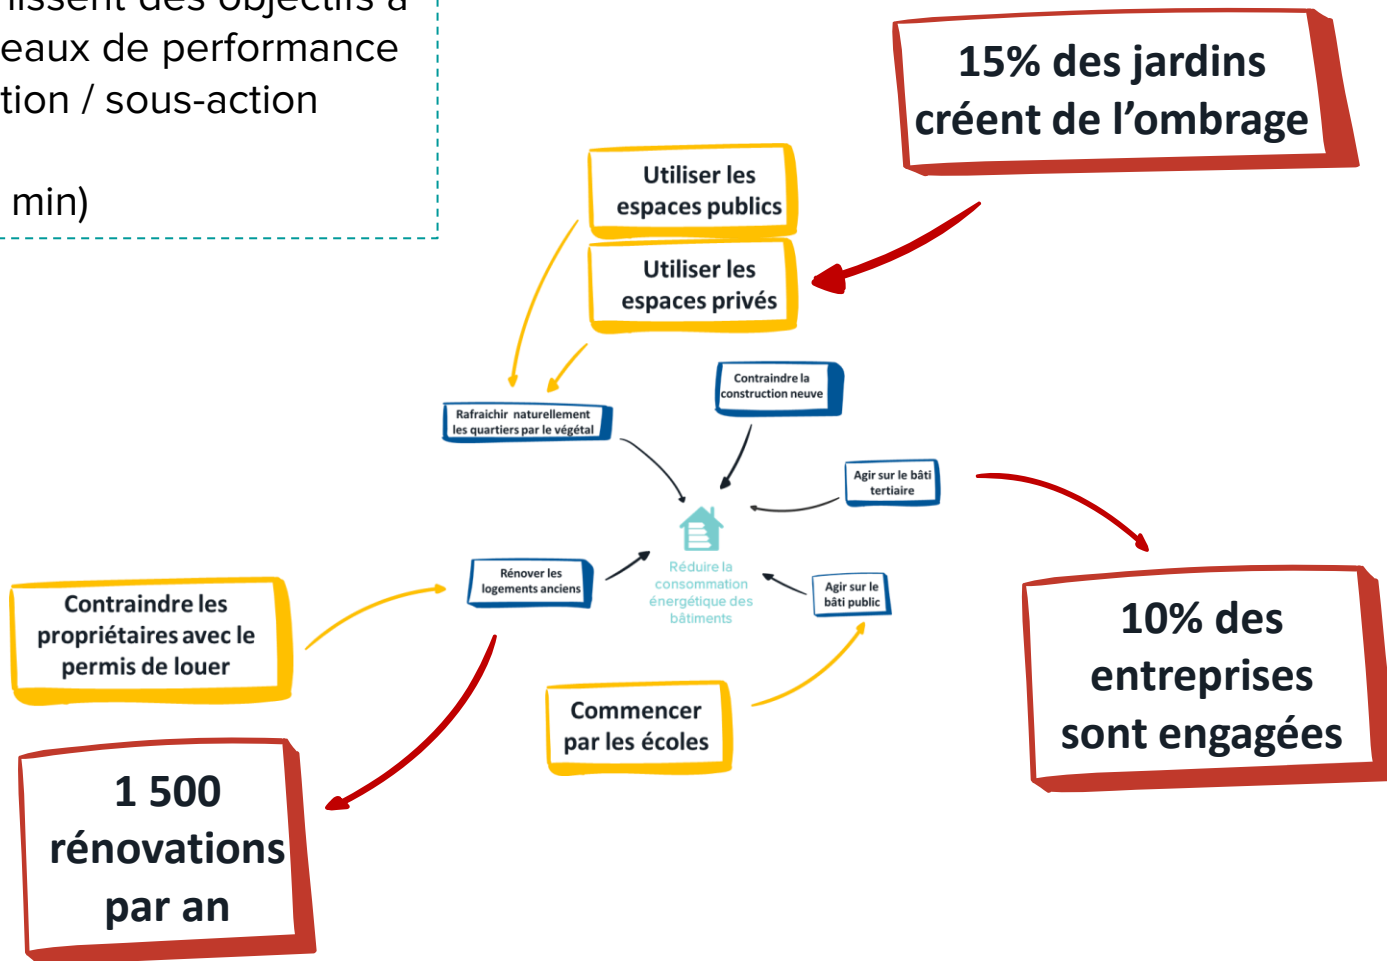 nissent des objectifs à
eaux de performance
tion / sous-action
min)
15% des jardins
créent de l’ombrage
Utiliser les
espaces publics
Utiliser les
espaces privés
Contraindre la
construction neuve
Rafraichir naturellement
les quartiers par le végétal
Agir sur le bâti
tertiaire
Réduire la
consommation
énergétique des
bâtiments
Rénover les
logements anciens
Agir sur le
bâti public
Contraindre les
propriétaires avec le
permis de louer
10% des
entreprises
sont engagées
Commencer
par les écoles
1 500
rénovations
par an